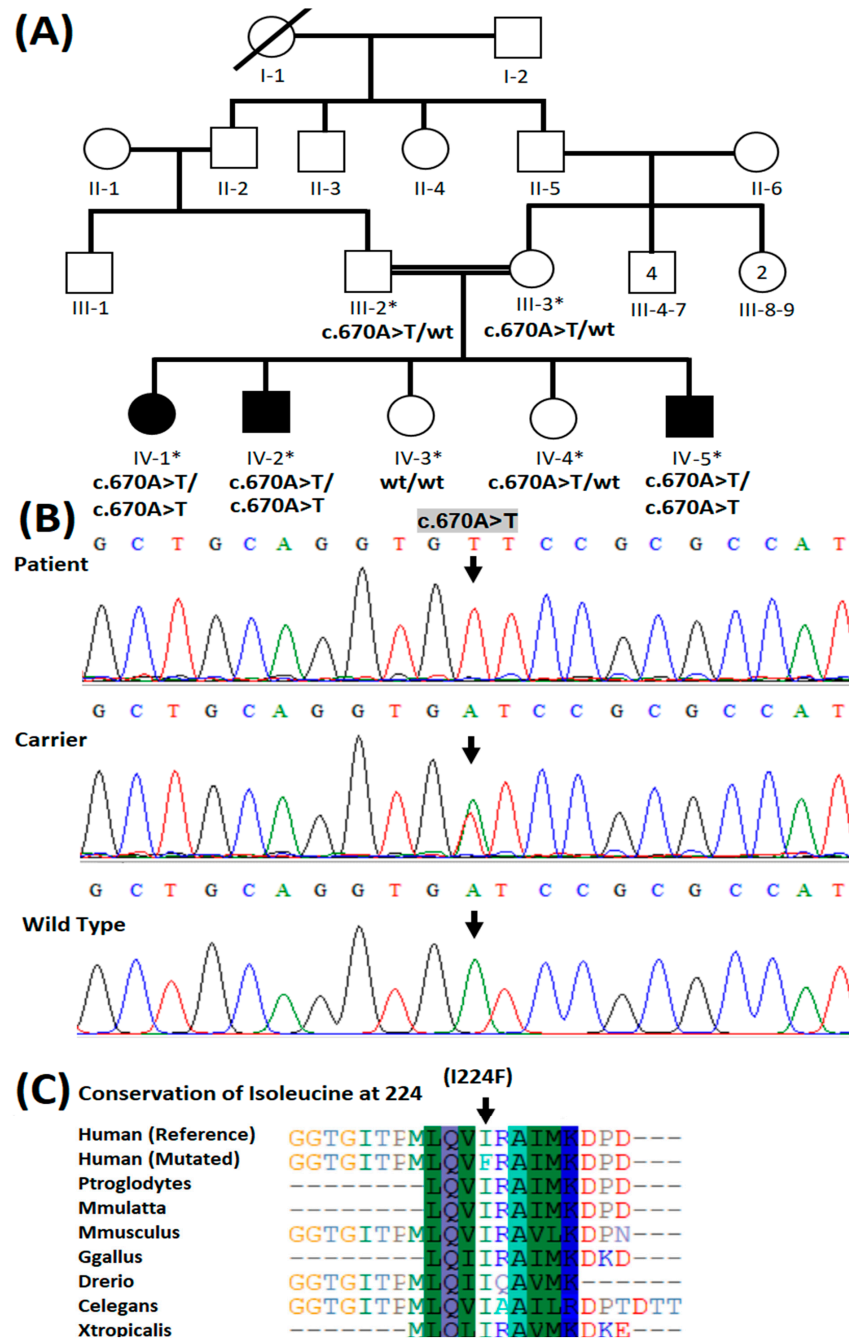 (A)
I-1 I-2
II-1 II-2 II-3 II-4 II-5 II-6
4 2
III-1 III-2* III-3* III-4-7 III-8-9
c.670A>T/wt c.670A>T/wt
IV-1* IV-2* IV-3* IV-4* IV-5*
c.670A>T/ c.670A>T/ wt/wt c.670A>T/wt c.670A>T/
c.670A>T c.670A>T c.670A>T
(B) c.670A>T
G C T G C A G G T G T T C C G C G C C A T
Patient
G C T G C A G G T G A T C C G C G C C A T
Carrier
G C T G C A G G T G A T C C G C G C C A T
Wild Type
(C) Conservation of Isoleucine at 224 (I224F)
Human (Reference) GGTGITPMLQVIRAIMKDPD---
Human (Mutated) GGTGITPMLQVFRAIMKDPD---
Ptroglodytes --------LQVIRAIMKDPD---
Mmulatta --------LQVIRAIMKDPD---
Mmusculus GGTGITPMLQVIRAVLKDPN---
Ggallus --------LQIIRAIMKDKD---
Drerio GGTGITPMLQIIQAVMK------
Celegans GGTGITPMLQVIAAILRDPTDTT
Xtropicalis -------MLQLIRAVMKDKE---